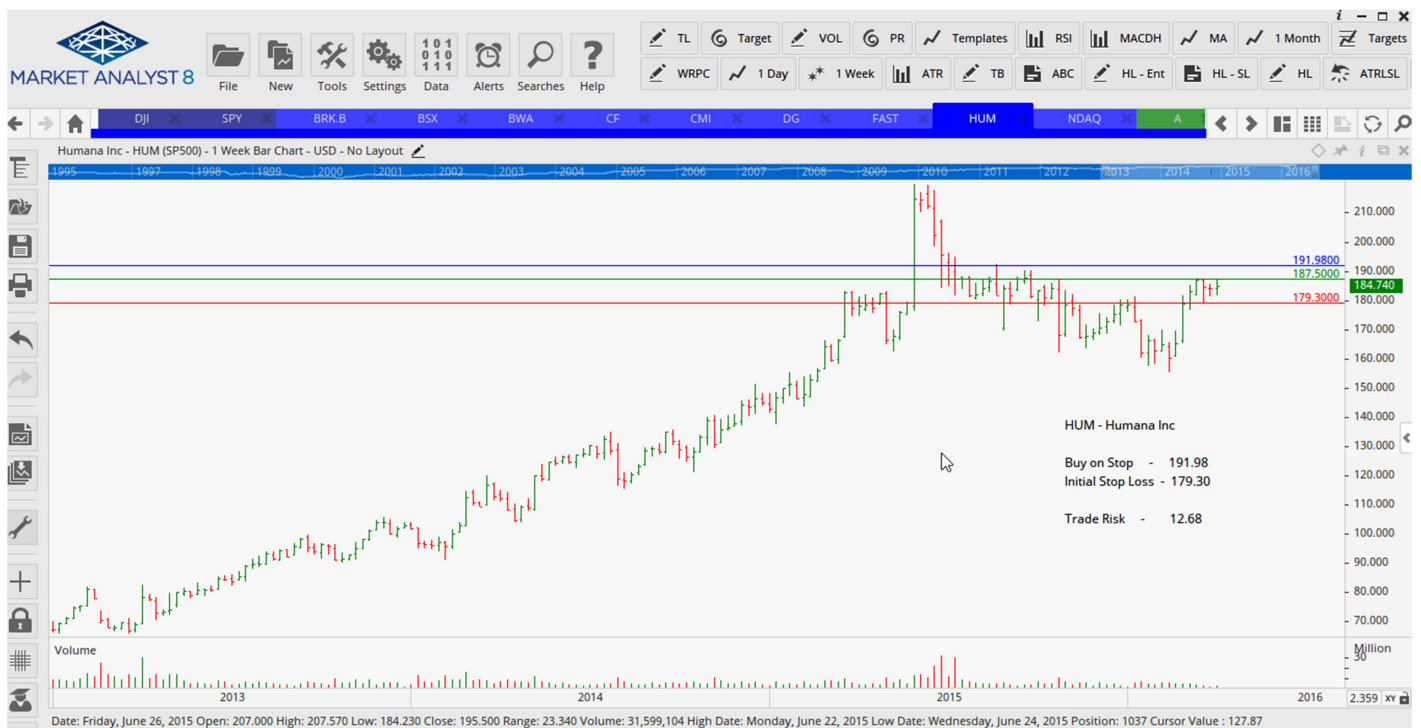 MARKET ANALYST 8
File
New
Tools
Settings
Data
Alerts
Searches
Help
TL
Target
VOL
PR
Templates
RSI
MACDH
MA
1 Month
Targets
WRPC
1 Day
1 Week
ATR
TB
ABC
HL - Ent
HL - SL
HL
ATRLSL
DJI
SPY
BRK.B
BSX
BWA
CF
CMI
DG
FAST
HUM
NDAQ
A
Humana Inc - HUM (SP500) - 1 Week Bar Chart - USD - No Layout
1995 1997 1998 1999 2000 2001 2002 2003 2004 2005 2006 2007 2008 2009 2010 2011 2012 2013 2014 2015 2016
210.000
200.000
191.9800
190.000
187.5000
184.740
179.3000
180.000
170.000
160.000
150.000
140.000
HUM - Humana Inc
130.000
Buy on Stop - 191.98
120.000
Initial Stop Loss - 179.30
110.000
Trade Risk - 12.68
100.000
90.000
80.000
70.000
Volume
Million
30
2013 2014 2015 2016
2.359 XY
Date: Friday, June 26, 2015 Open: 207.000 High: 207.570 Low: 184.230 Close: 195.500 Range: 23.340 Volume: 31,599,104 High Date: Monday, June 22, 2015 Low Date: Wednesday, June 24, 2015 Position: 1037 Cursor Value : 127.87